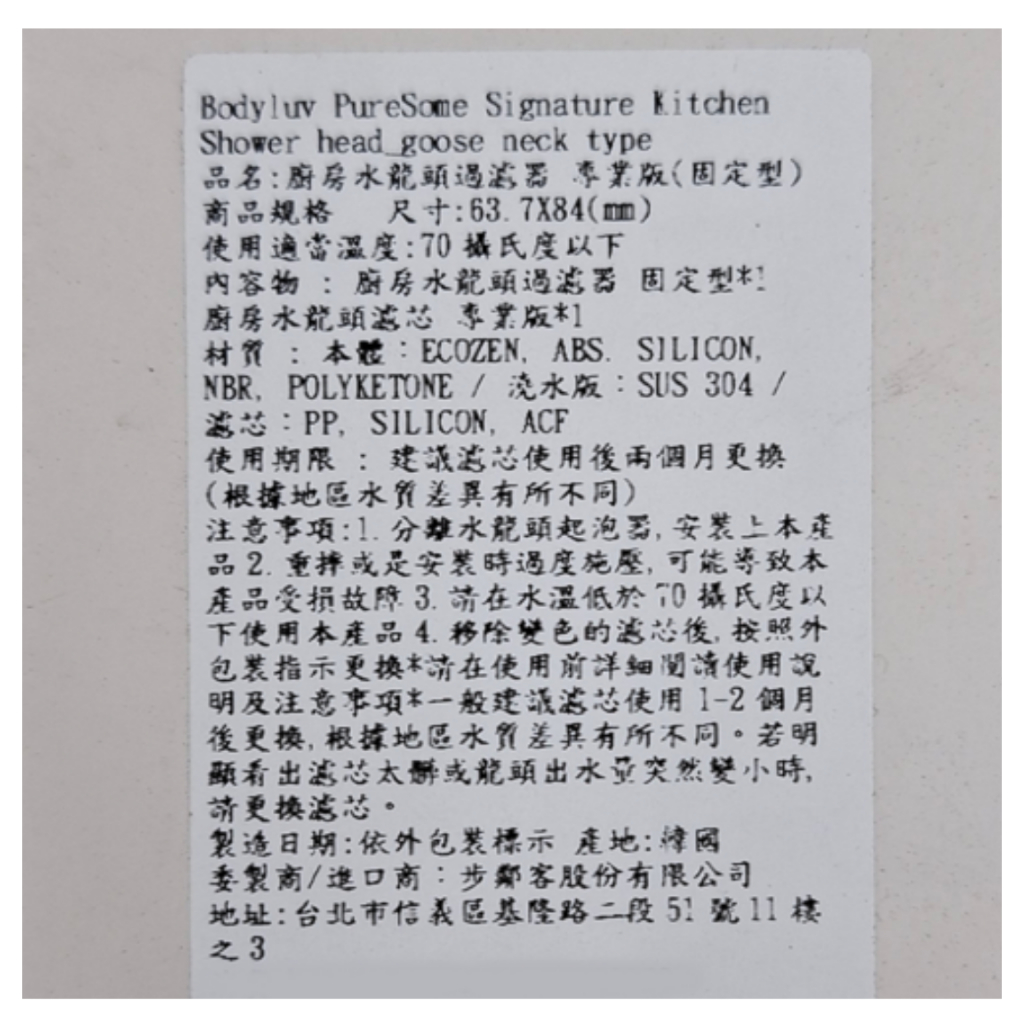 Bodyluv PureSome Signature Kitchen
Shower head_goose neck type
品名:廚房水龍頭過濾器 專業版(固定型)
商品規格 尺寸:63.7X84(mm)
使用適當溫度:70 攝氏度以下
內容物 : 廚房水龍頭過濾器 固定型*1
廚房水龍頭濾芯 專業版*1
材質 : 本體：ECOZEN, ABS. SILICON,
NBR, POLYKETONE / 澆水版：SUS 304 /
濾芯：PP, SILICON, ACF
使用期限 : 建議濾芯使用後兩個月更換
(根據地區水質差異有所不同)
注意事項:1. 分離水龍頭起泡器, 安裝上本產
品 2. 重摔或是安裝時過度施壓, 可能導致本
產品受損故障 3. 請在水溫低於 70 攝氏度以
下使用本產品 4. 移除變色的濾芯後, 按照外
包裝指示更換*請在使用前詳細閱讀使用說
明及注意事項*一般建議濾芯使用 1-2 個月
後更換, 根據地區水質差異有所不同。若明
顯看出濾芯太髒或龍頭出水量突然變小時,
請更換濾芯。
製造日期:依外包裝標示 產地:韓國
委製商/進口商：步鄰客股份有限公司
地址:台北市信義區基隆路二段 51 號 11 樓
之 3